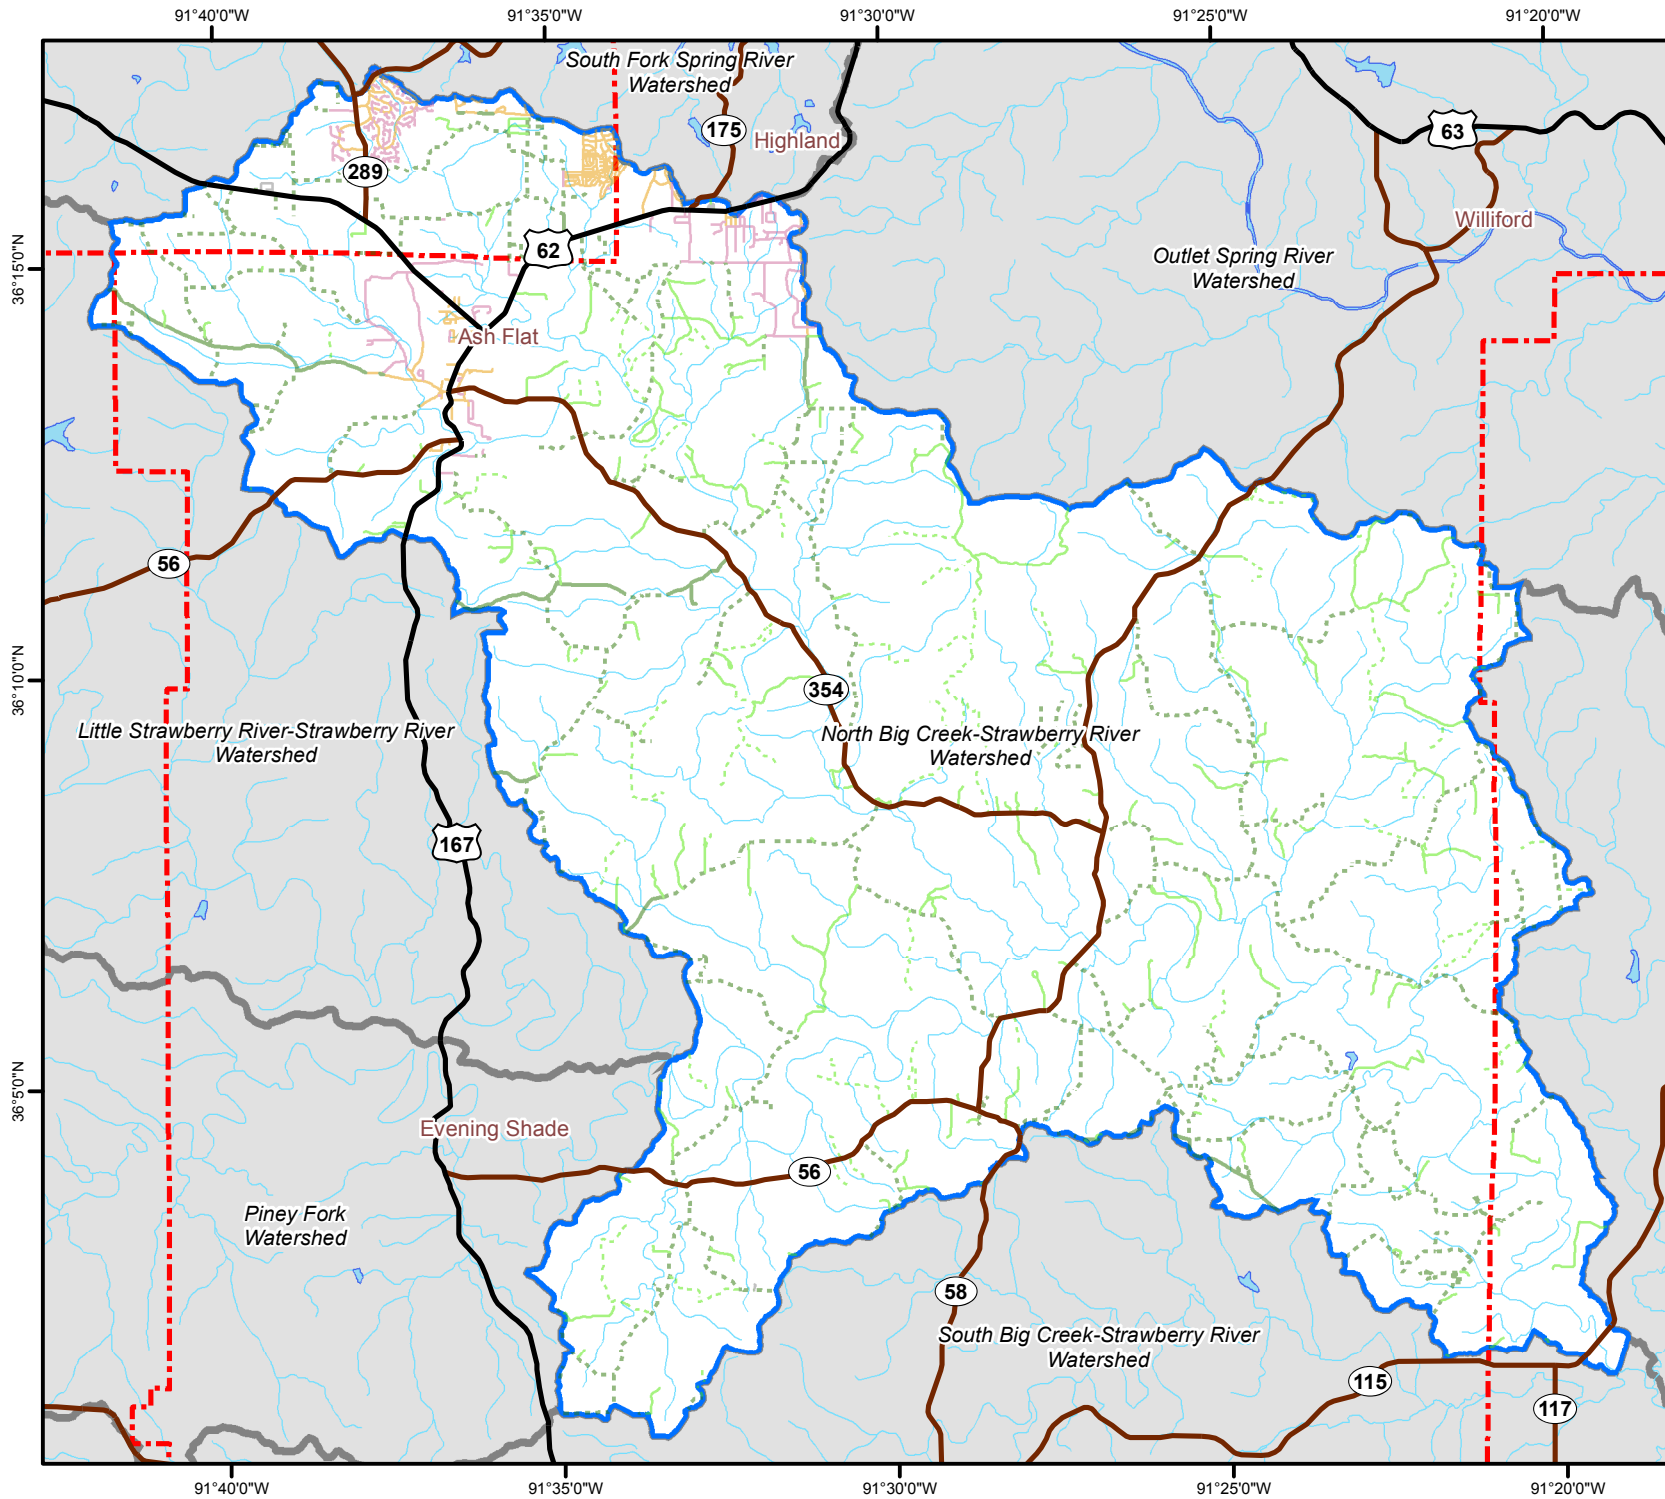 91°40'0"W
91°35'0"W
91°30'0"W
91°25'0"W
91°20'0"W
South Fork Spring River
Watershed
175
Highland
63
289
Williford
62
Outlet Spring River
Watershed
36°15'0"N
Ash Flat
56
36°10'0"N
354
Little Strawberry River-Strawberry River
Watershed
North Big Creek-Strawberry River
Watershed
167
36°5'0"N
Evening Shade
56
Piney Fork
Watershed
58
South Big Creek-Strawberry River
Watershed
115
117
91°40'0"W
91°35'0"W
91°30'0"W
91°25'0"W
91°20'0"W